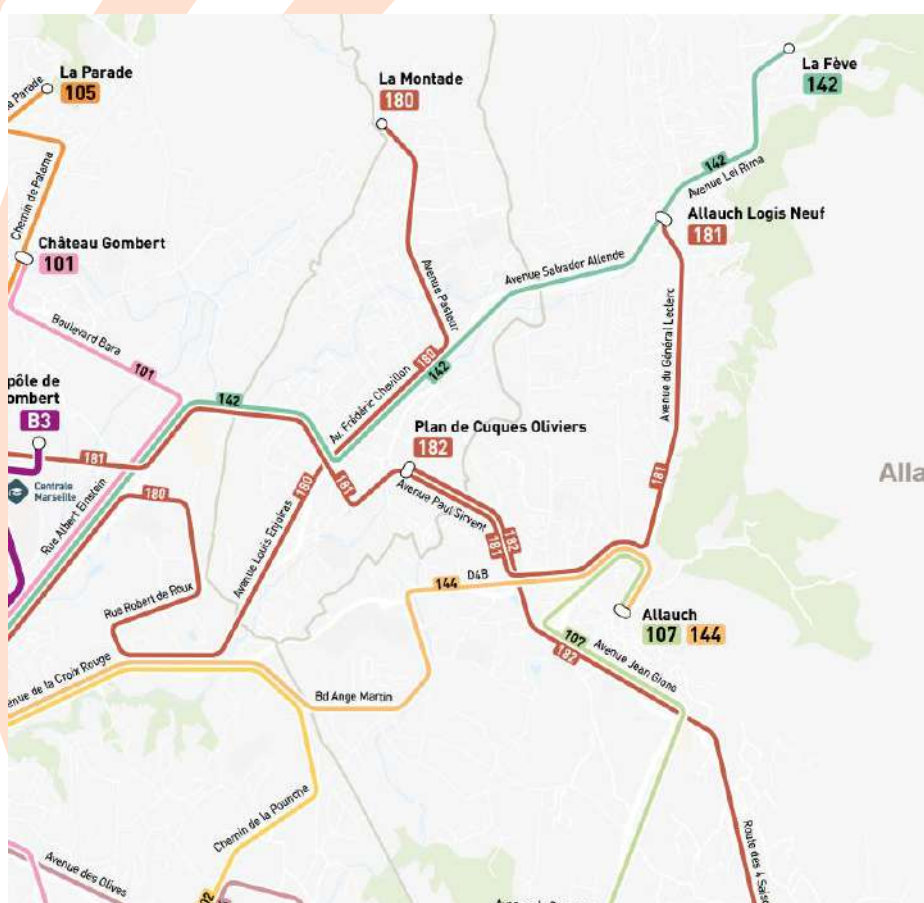 La Parade
105
La Montade
180
La Fève
142
la Parade
Chemin de Palama
142
Avenue Lei Rima
Allauch Logis Neuf
181
Château Gombert
101
Avenue Salvador Allende
Avenue Pasteur
Avenue du Général Leclerc
Boulevard Bara
101
180
142
Av. Frédéric Chevillon
pôle de
ombert
B3
142
Plan de Cuques Oliviers
182
181
Centrale
Marseille
180
Rue Albert Einstein
180
181
Avenue Paul Sirvent
181
182
181
Alla
Avenue Louis Enjolras
D4B
144
Rue Robert de Roux
Allauch
107 144
107
182
Avenue Jean Giono
enue de la Croix Rouge
Bd Ange Martin
Chemin de la Pounche
Route des 4 Sais
Avenue des Olives
02